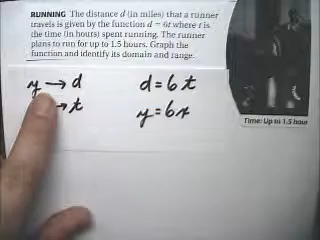 RUNNING The distance d (in miles) that a runner
travels is given by the function d = 6t where t is
the time (in hours) spent running. The runner
plans to run for up to 1.5 hours. Graph the
function and identify its domain and range.
y → d
d = 6t
→ t
y = 6x
Time: Up to 1.5 hour